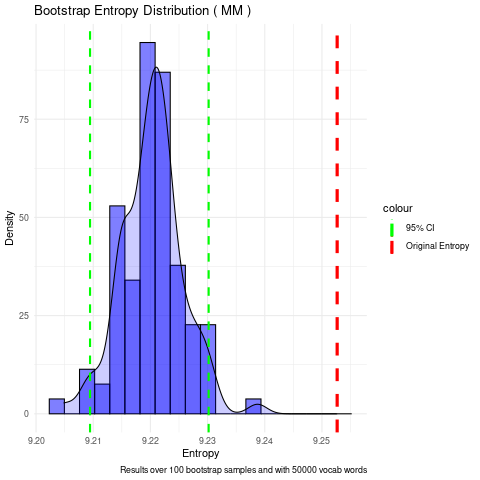 Bootstrap Entropy Distribution ( MM )
Density
75
50
25
0
9.20 9.21 9.22 9.23 9.24 9.25
Entropy
colour
95% CI
Original Entropy
Results over 100 bootstrap samples and with 50000 vocab words